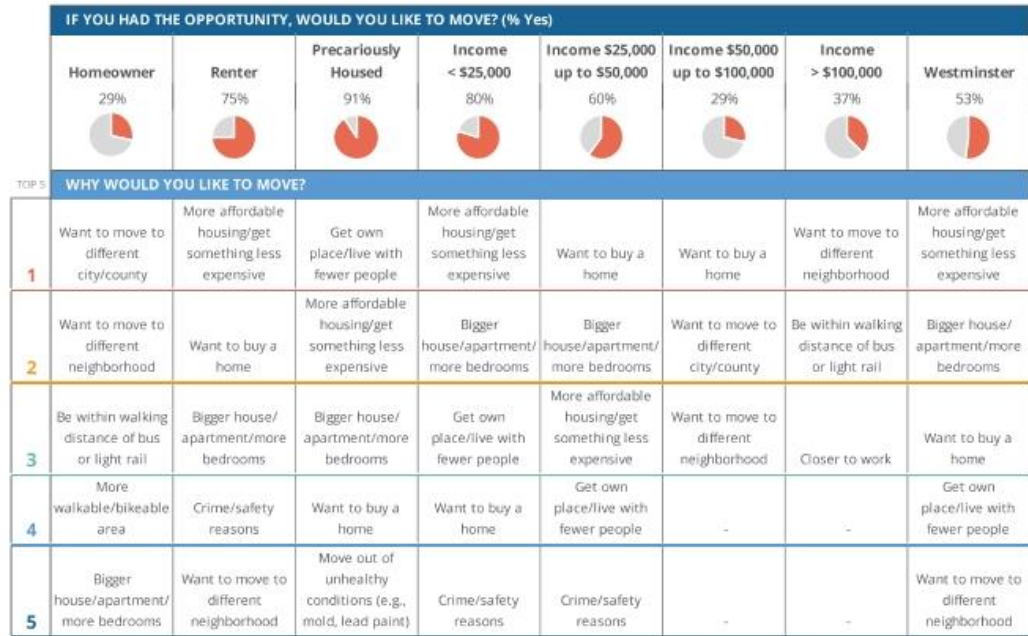 IF YOU HAD THE OPPORTUNITY, WOULD YOU LIKE TO MOVE? (% Yes)
Homeowner
29%
Renter
75%
Precariously
Housed
91%
Income
< $25,000
80%
Income $25,000
up to $50,000
60%
Income $50,000
up to $100,000
29%
Income
> $100,000
37%
Westminster
53%
TOP 5
WHY WOULD YOU LIKE TO MOVE?
1
Want to move to
different
city/county
More affordable
housing/get
something less
expensive
Get own
place/live with
fewer people
More affordable
housing/get
something less
expensive
Want to buy a
home
Want to buy a
home
Want to move to
different
neighborhood
More affordable
housing/get
something less
expensive
2
Want to move to
different
neighborhood
Want to buy a
home
More affordable
housing/get
something less
expensive
Bigger
house/apartment/
more bedrooms
Bigger
house/apartment/
more bedrooms
Want to move to
different
city/county
Be within walking
distance of bus
or light rail
Bigger house/
apartment/more
bedrooms
3
Be within walking
distance of bus
or light rail
Bigger house/
apartment/more
bedrooms
Bigger house/
apartment/more
bedrooms
Get own
place/live with
fewer people
More affordable
housing/get
something less
expensive
Want to move to
different
neighborhood
Closer to work
Want to buy a
home
4
More
walkable/bikeable
area
Crime/safety
reasons
Want to buy a
home
Want to buy a
home
Get own
place/live with
fewer people
-
-
Get own
place/live with
fewer people
5
Bigger
house/apartment/
more bedrooms
Want to move to
different
neighborhood
Move out of
unhealthy
conditions (e.g.,
mold, lead paint)
Crime/safety
reasons
Crime/safety
reasons
-
-
Want to move to
different
neighborhood